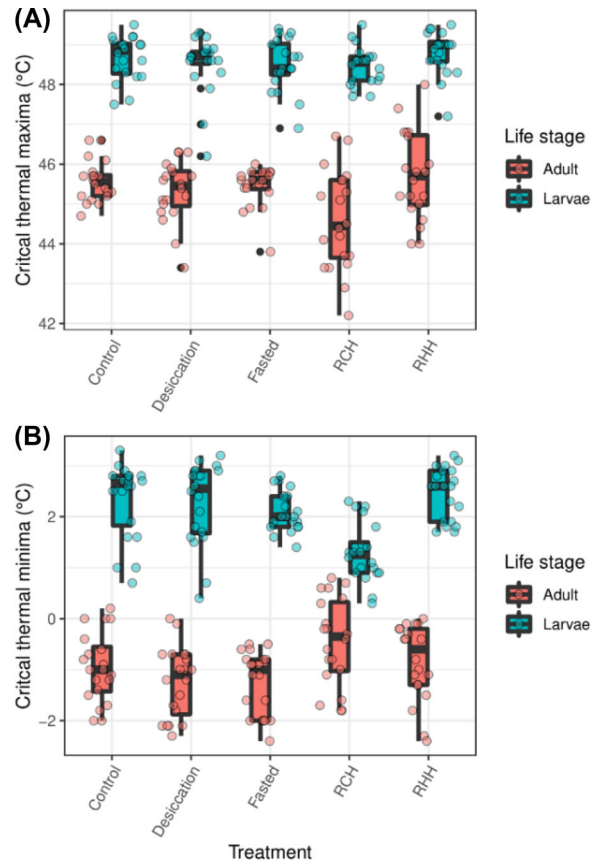 (A)
Critcal thermal maxima (°C)
48
46
44
42
Control
Desiccation
Fasted
RCH
RHH
Life stage
Adult
Larvae
(B)
Critcal thermal minima (°C)
2
0
−2
Control
Desiccation
Fasted
RCH
RHH
Treatment
Life stage
Adult
Larvae